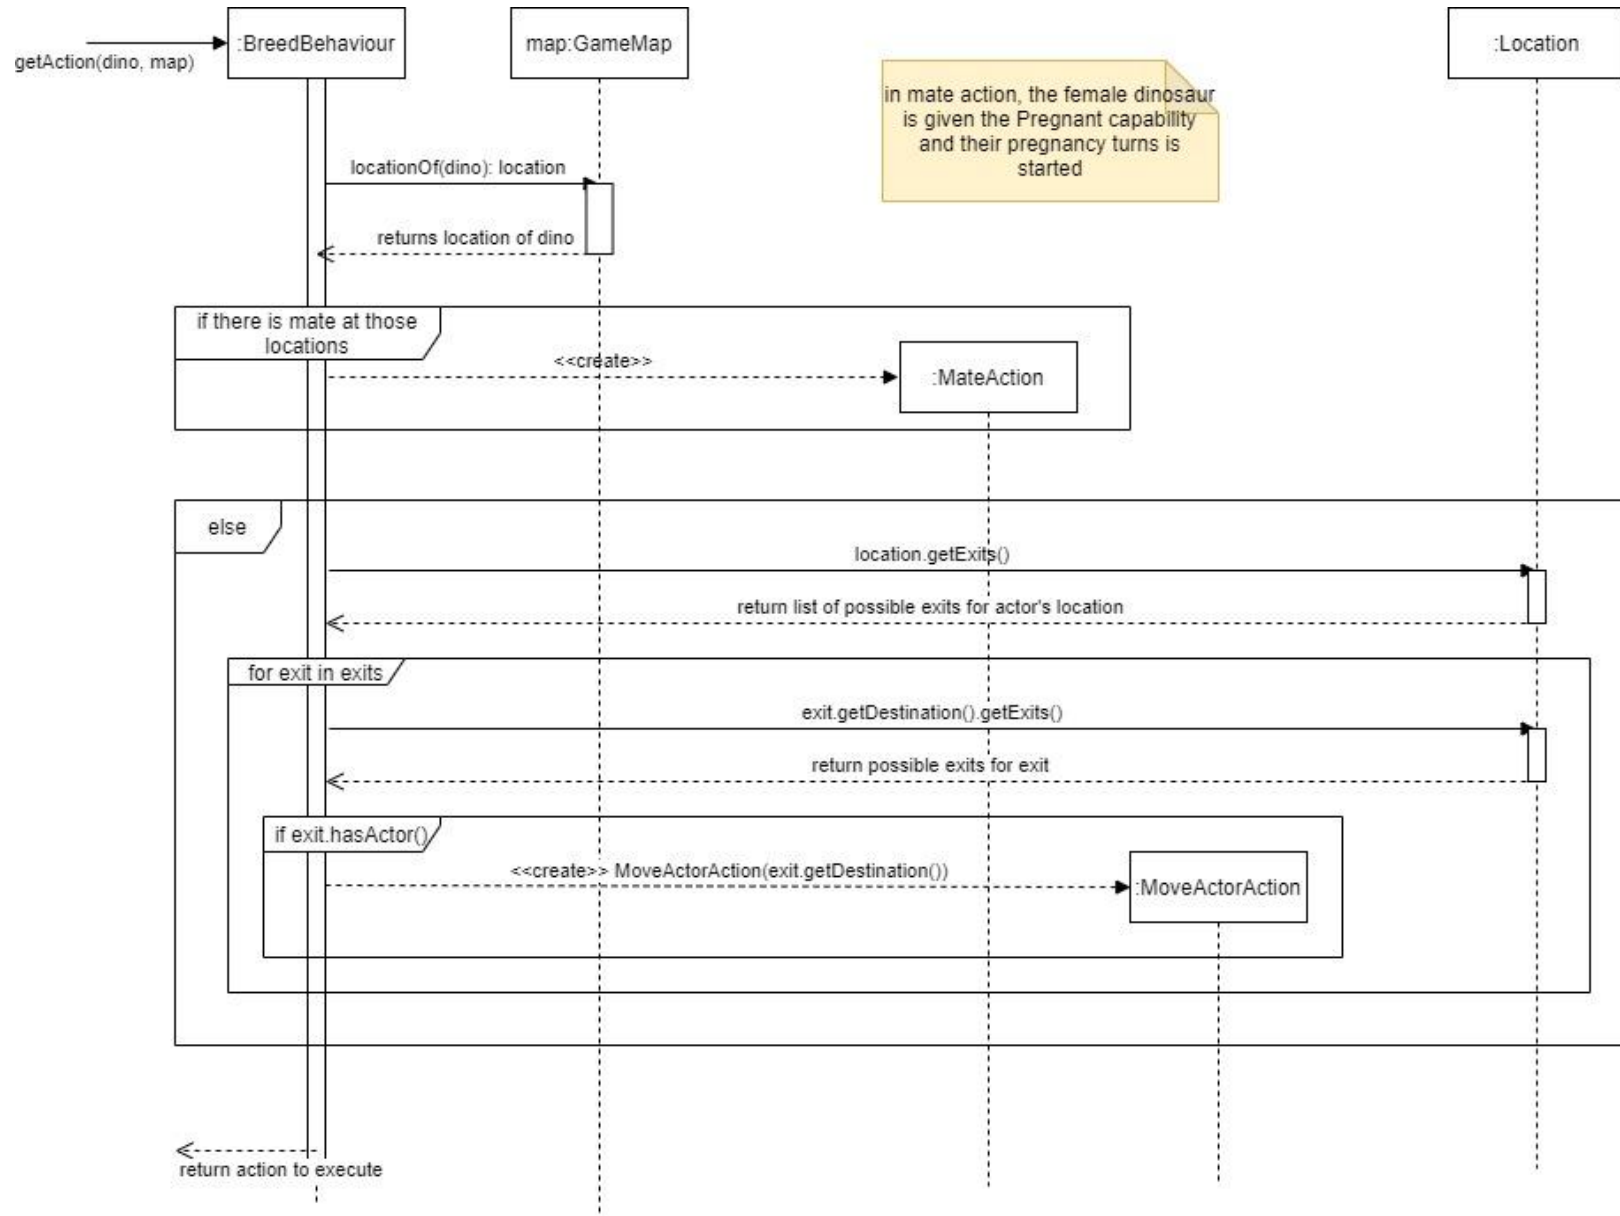 :BreedBehaviour
map:GameMap
:Location
getAction(dino, map)
in mate action, the female dinosaur
is given the Pregnant capability
and their pregnancy turns is
started
locationOf(dino): location
returns location of dino
if there is mate at those
locations
<<create>>
:MateAction
else
location.getExits()
return list of possible exits for actor's location
for exit in exits
exit.getDestination().getExits()
return possible exits for exit
if exit.hasActor()
<<create>> MoveActorAction(exit.getDestination())
:MoveActorAction
return action to execute